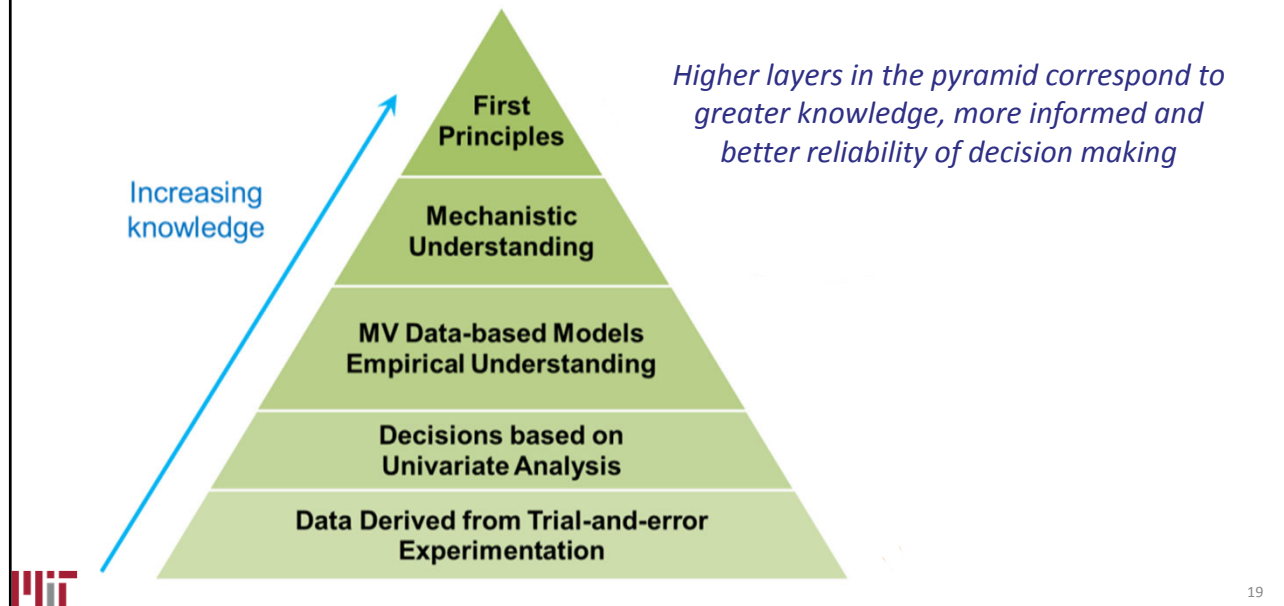 Higher layers in the pyramid correspond to
greater knowledge, more informed and
better reliability of decision making
Increasing
knowledge
First
Principles
Mechanistic
Understanding
MV Data-based Models
Empirical Understanding
Decisions based on
Univariate Analysis
Data Derived from Trial-and-error
Experimentation
MIT
19